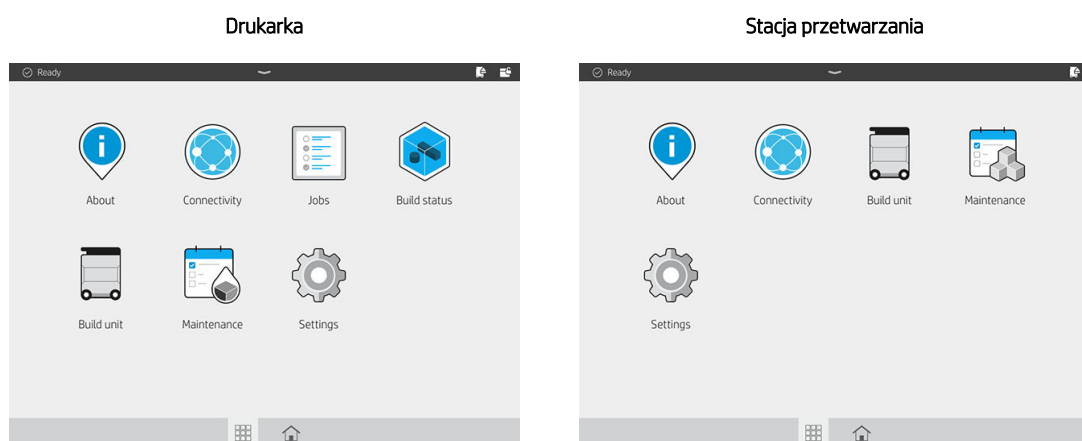 Drukarka
Ready
About Connectivity Jobs Build status
Build unit Maintenance Settings
Stacja przetwarzania
Ready
About Connectivity Build unit Maintenance
Settings